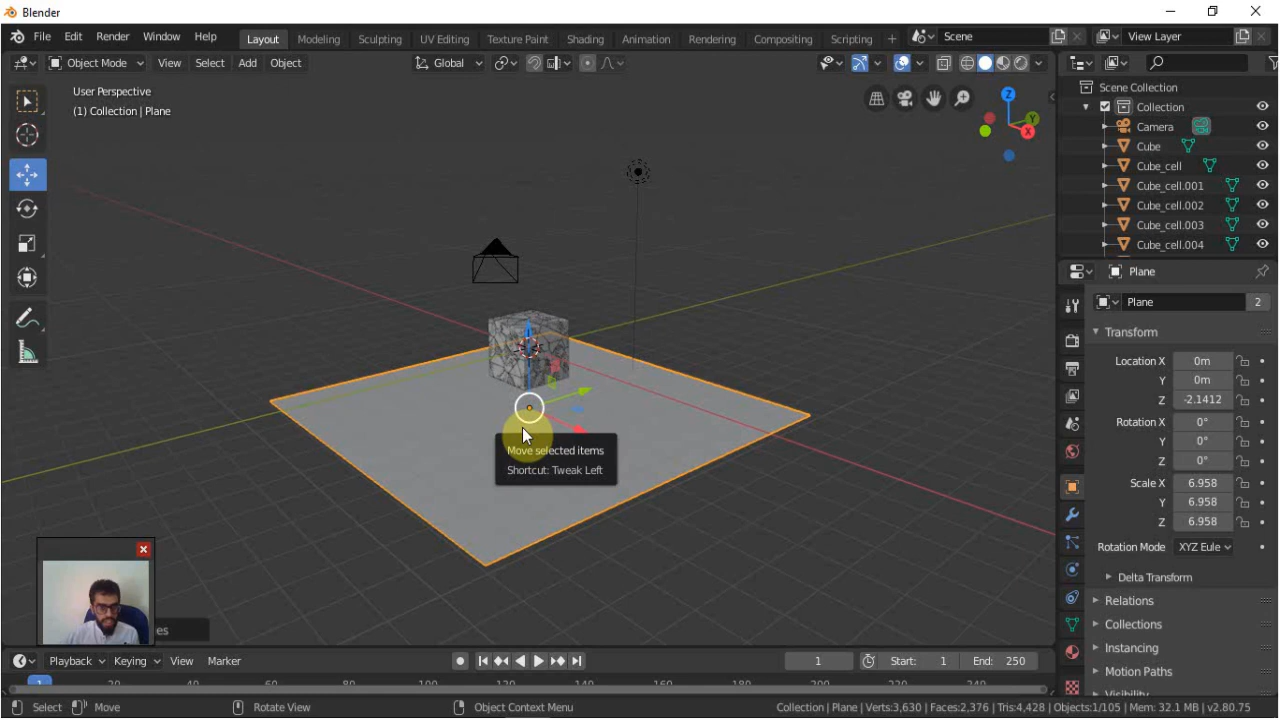 Blender
File Edit Render Window Help
Layout Modeling Sculpting UV Editing Texture Paint Shading Animation Rendering Compositing Scripting + Scene View Layer
Object Mode View Select Add Object Global
User Perspective
(1) Collection | Plane
Z
Y
X
Move selected items
Shortcut: Tweak Left
es
Scene Collection
Collection
Camera
Cube
Cube_cell
Cube_cell.001
Cube_cell.002
Cube_cell.003
Cube_cell.004
Plane
Plane 2
Transform
Location X 0m
Y 0m
Z -2.1412
Rotation X 0°
Y 0°
Z 0°
Scale X 6.958
Y 6.958
Z 6.958
Rotation Mode XYZ Eule
Delta Transform
Relations
Collections
Instancing
Motion Paths
Visibility
Playback Keying View Marker 1 Start: 1 End: 250
1 20 40 60 80 100 120 140 160 180 200 220 240
Select Move Rotate View Object Context Menu Collection | Plane | Verts:3,630 | Faces:2,376 | Tris:4,428 | Objects:1/105 | Mem: 32.1 MB | v2.80.75